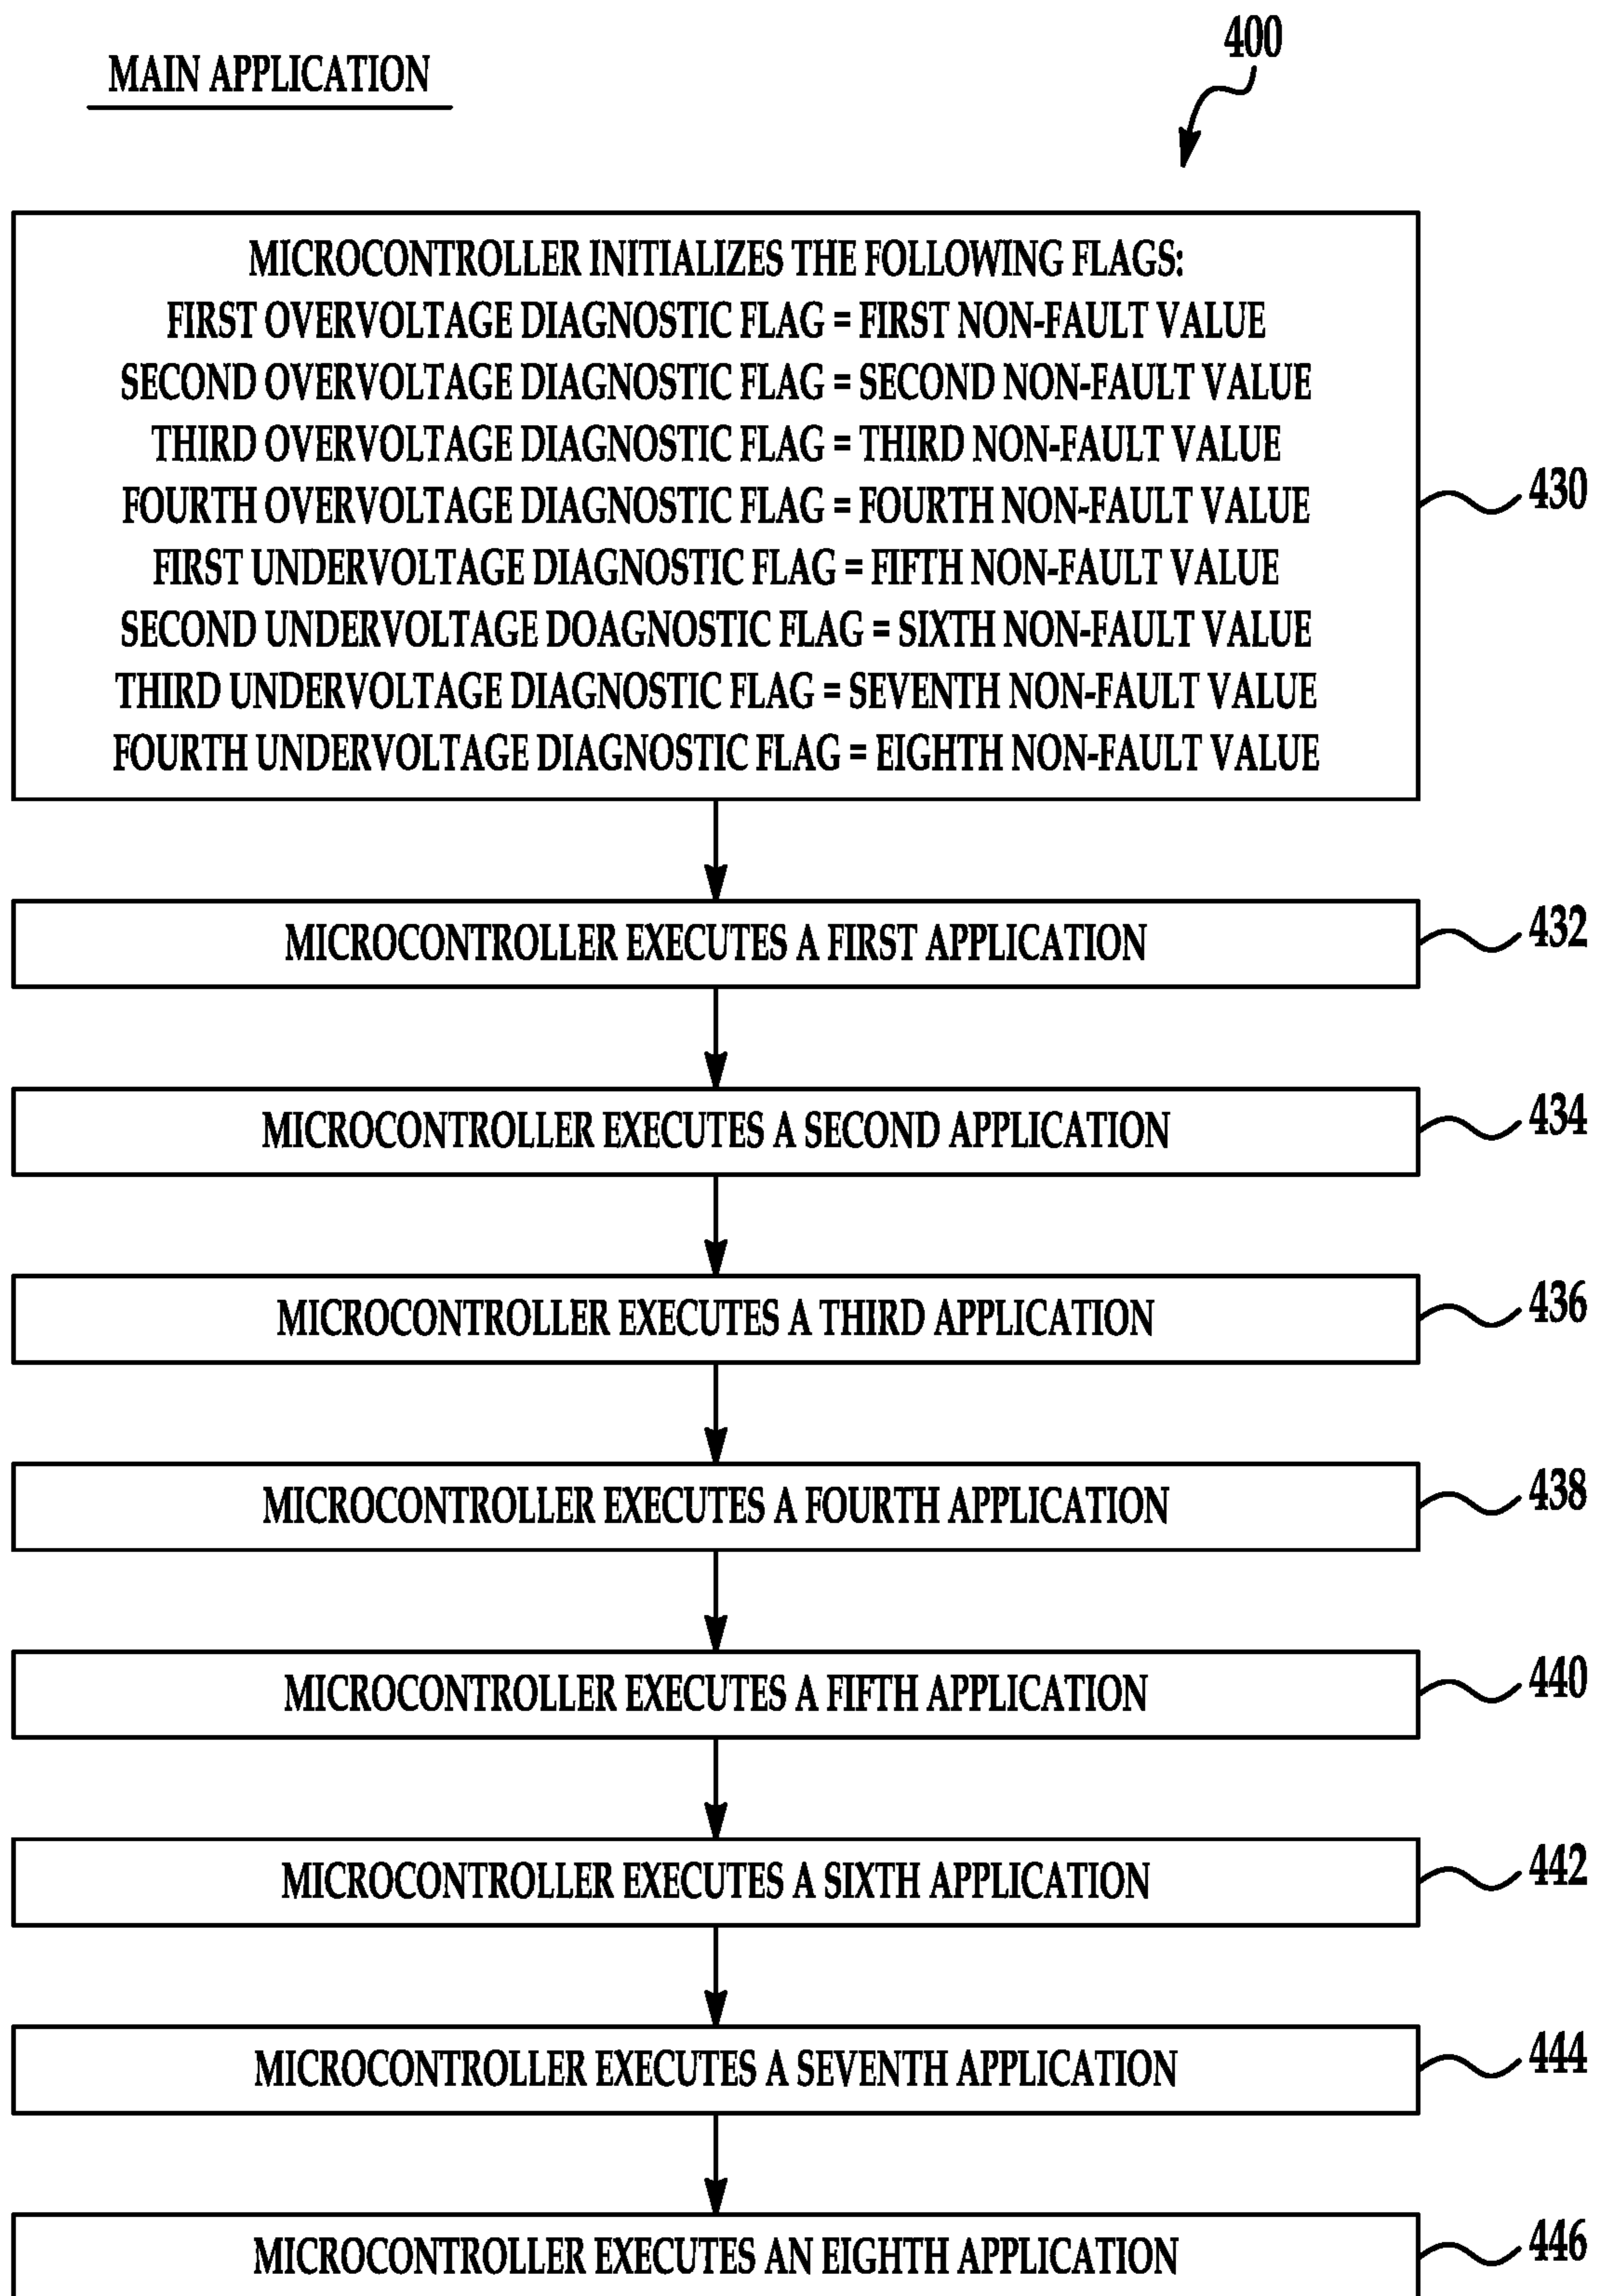 MAIN APPLICATION
400
MICROCONTROLLER INITIALIZES THE FOLLOWING FLAGS:
FIRST OVERVOLTAGE DIAGNOSTIC FLAG = FIRST NON-FAULT VALUE
SECOND OVERVOLTAGE DIAGNOSTIC FLAG = SECOND NON-FAULT VALUE
THIRD OVERVOLTAGE DIAGNOSTIC FLAG = THIRD NON-FAULT VALUE
FOURTH OVERVOLTAGE DIAGNOSTIC FLAG = FOURTH NON-FAULT VALUE
FIRST UNDERVOLTAGE DIAGNOSTIC FLAG = FIFTH NON-FAULT VALUE
SECOND UNDERVOLTAGE DOAGNOSTIC FLAG = SIXTH NON-FAULT VALUE
THIRD UNDERVOLTAGE DIAGNOSTIC FLAG = SEVENTH NON-FAULT VALUE
FOURTH UNDERVOLTAGE DIAGNOSTIC FLAG = EIGHTH NON-FAULT VALUE
430
MICROCONTROLLER EXECUTES A FIRST APPLICATION
432
MICROCONTROLLER EXECUTES A SECOND APPLICATION
434
MICROCONTROLLER EXECUTES A THIRD APPLICATION
436
MICROCONTROLLER EXECUTES A FOURTH APPLICATION
438
MICROCONTROLLER EXECUTES A FIFTH APPLICATION
440
MICROCONTROLLER EXECUTES A SIXTH APPLICATION
442
MICROCONTROLLER EXECUTES A SEVENTH APPLICATION
444
MICROCONTROLLER EXECUTES AN EIGHTH APPLICATION
446